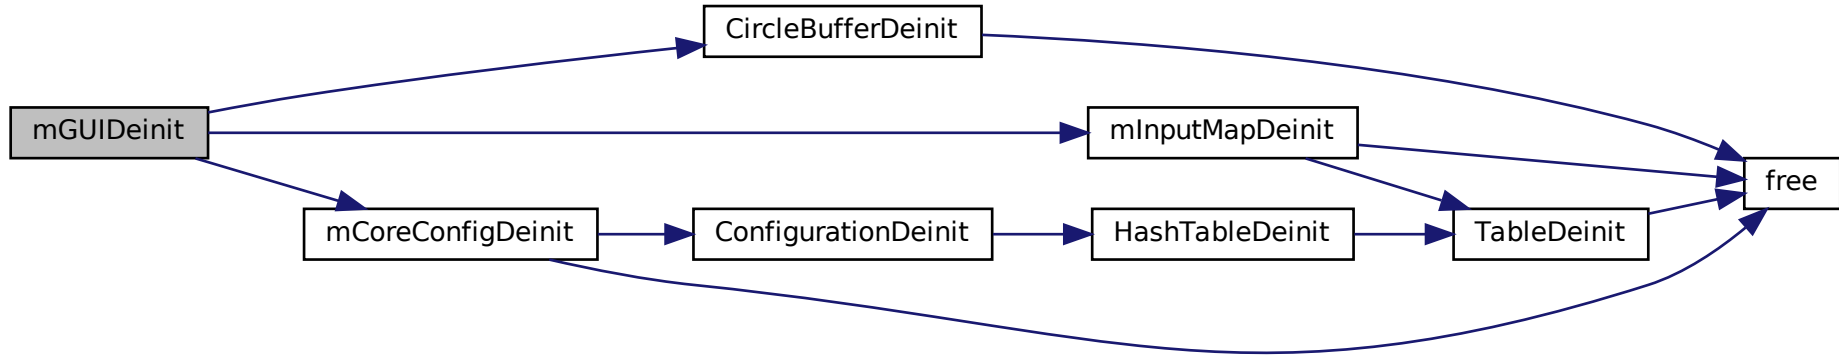 CircleBufferDeinit
mGUIDeinit
mInputMapDeinit
free
mCoreConfigDeinit
ConfigurationDeinit
HashTableDeinit
TableDeinit